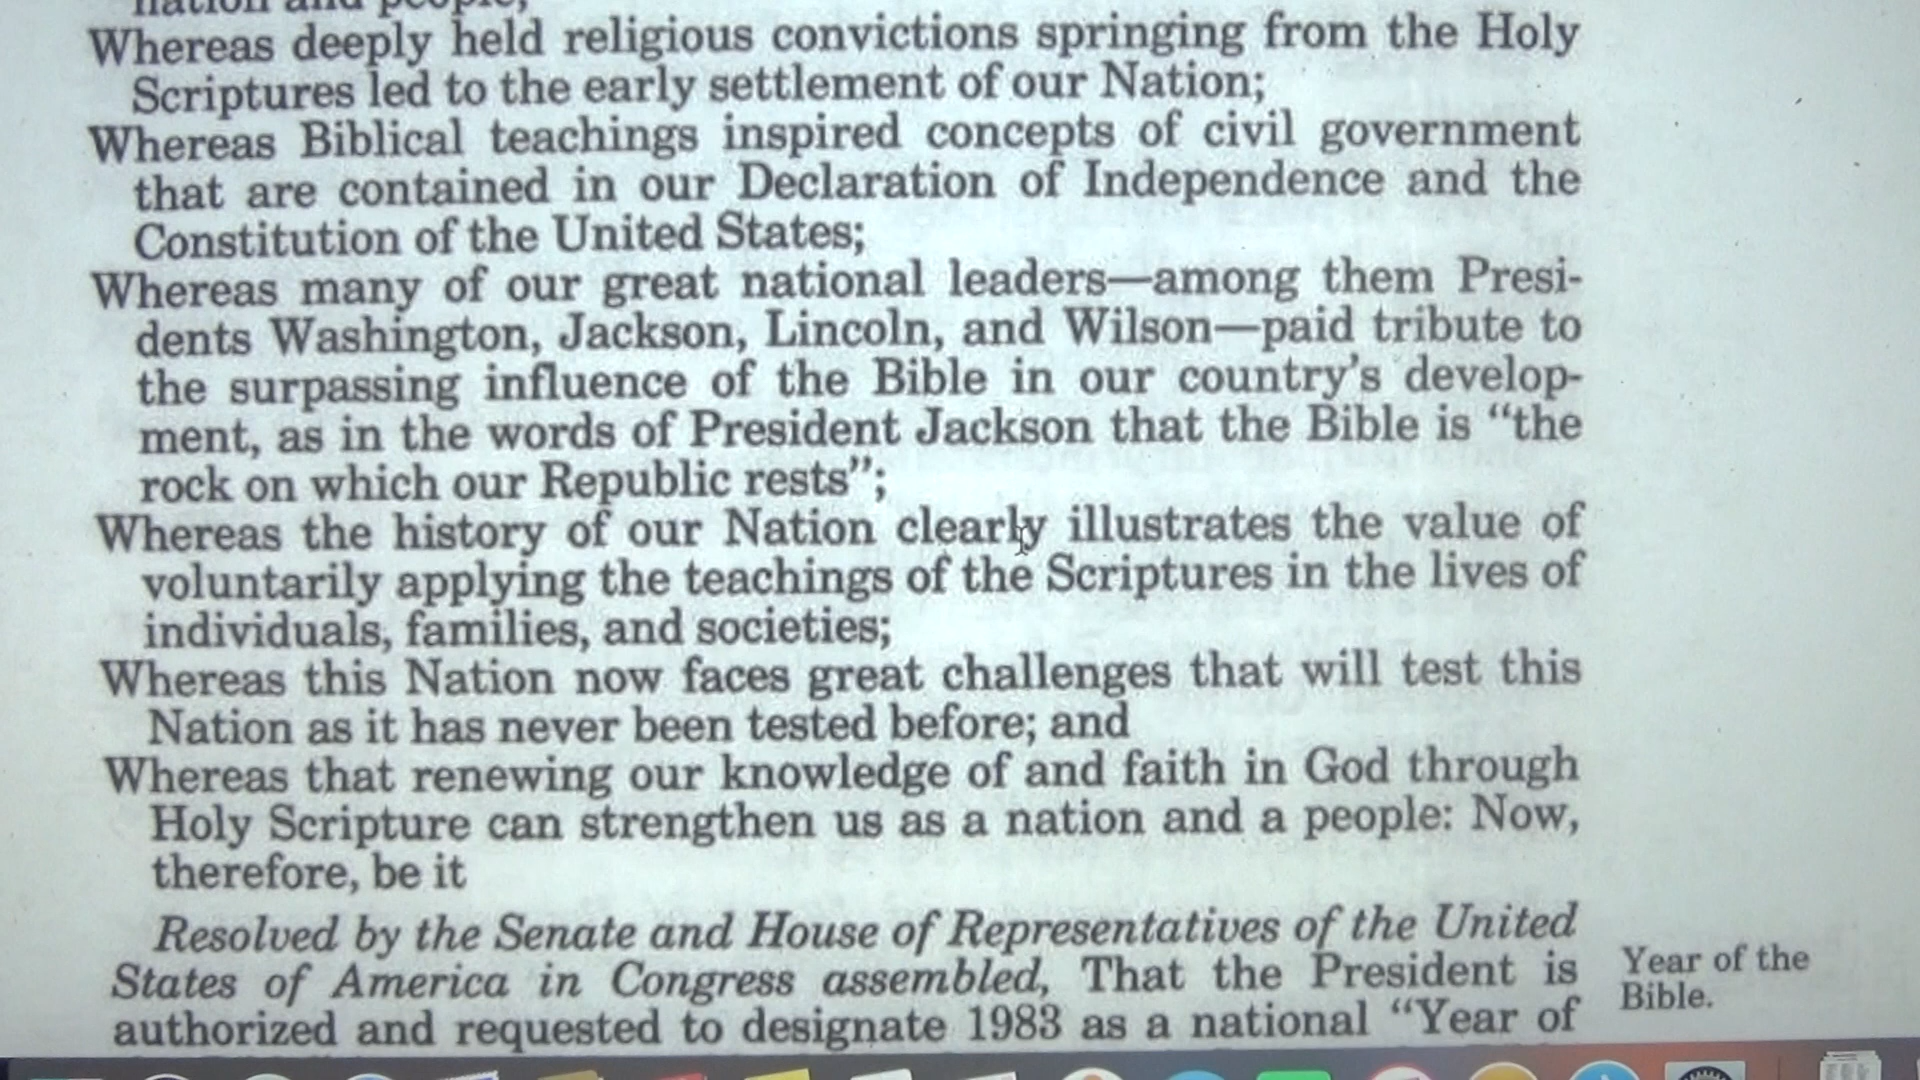 nation and people;
Whereas deeply held religious convictions springing from the Holy
Scriptures led to the early settlement of our Nation;
Whereas Biblical teachings inspired concepts of civil government
that are contained in our Declaration of Independence and the
Constitution of the United States;
Whereas many of our great national leaders—among them Presi-
dents Washington, Jackson, Lincoln, and Wilson—paid tribute to
the surpassing influence of the Bible in our country's develop-
ment, as in the words of President Jackson that the Bible is “the
rock on which our Republic rests”;
Whereas the history of our Nation clearly illustrates the value of
voluntarily applying the teachings of the Scriptures in the lives of
individuals, families, and societies;
Whereas this Nation now faces great challenges that will test this
Nation as it has never been tested before; and
Whereas that renewing our knowledge of and faith in God through
Holy Scripture can strengthen us as a nation and a people: Now,
therefore, be it
Resolved by the Senate and House of Representatives of the United
States of America in Congress assembled, That the President is
authorized and requested to designate 1983 as a national “Year of
Year of the
Bible.